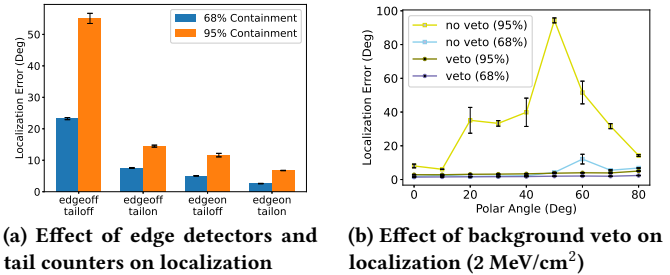 68% Containment
95% Containment
Localization Error (Deg)
50
40
30
20
10
0
edgeoff
tailoff
edgeoff
tailon
edgeon
tailoff
edgeon
tailon
(a) Effect of edge detectors and
tail counters on localization
no veto (95%)
no veto (68%)
veto (95%)
veto (68%)
Localization Error (Deg)
100
80
60
40
20
0
0 20 40 60 80
Polar Angle (Deg)
(b) Effect of background veto on
localization (2 MeV/cm²)